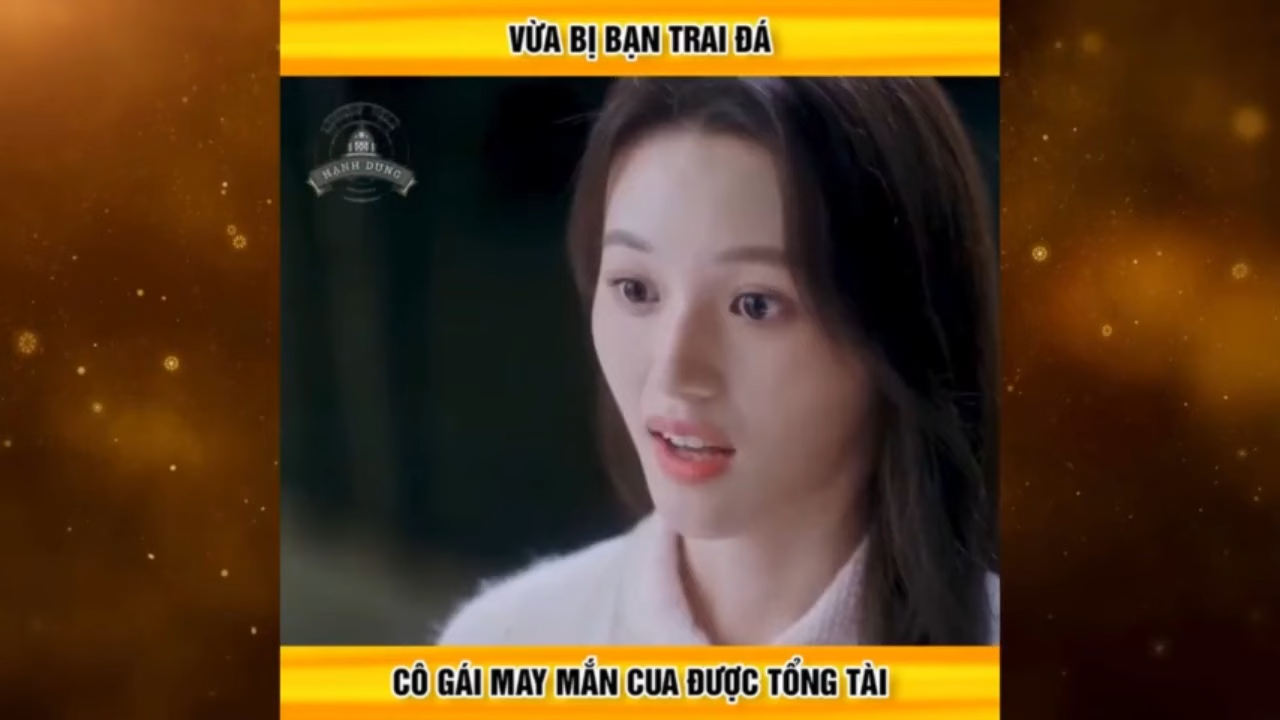 VỪA BỊ BẠN TRAI ĐÁ
HẠNH DUNG
CÔ GÁI MAY MẮN CUA ĐƯỢC TỔNG TÀI